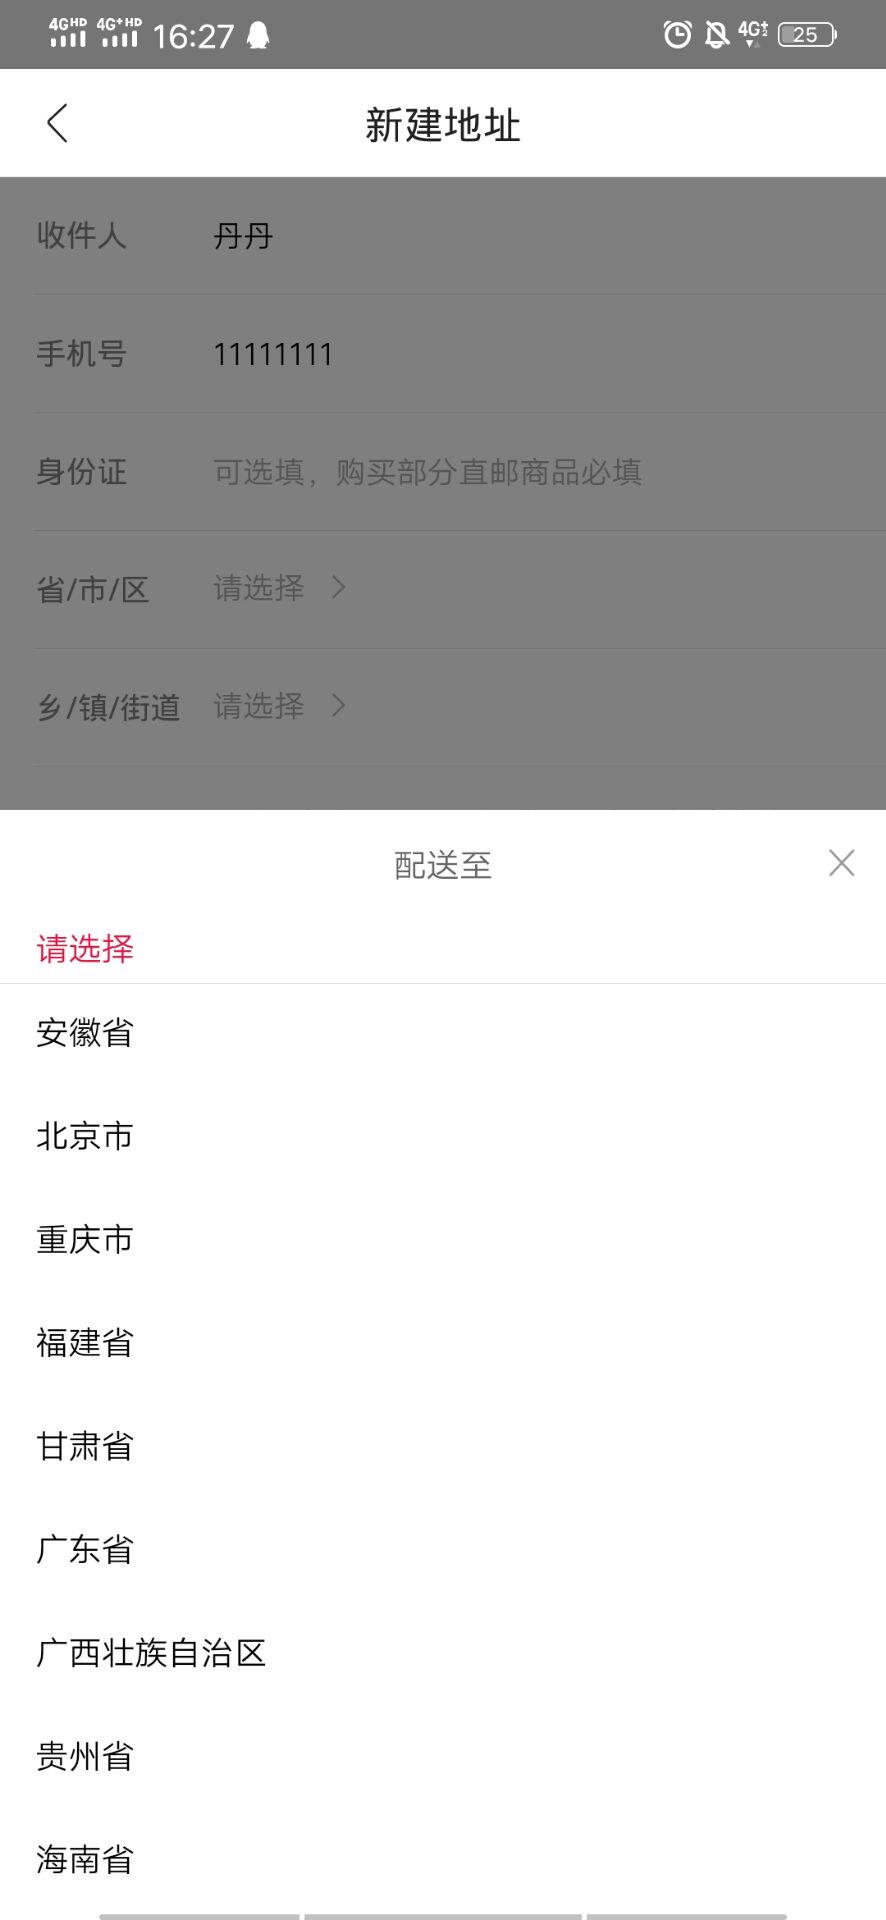 4GHD 4G+HD 16:27 4G 25
新建地址
收件人 丹丹
手机号 11111111
身份证 可选填，购买部分直邮商品必填
省/市/区 请选择
乡/镇/街道 请选择
配送至
请选择
安徽省
北京市
重庆市
福建省
甘肃省
广东省
广西壮族自治区
贵州省
海南省